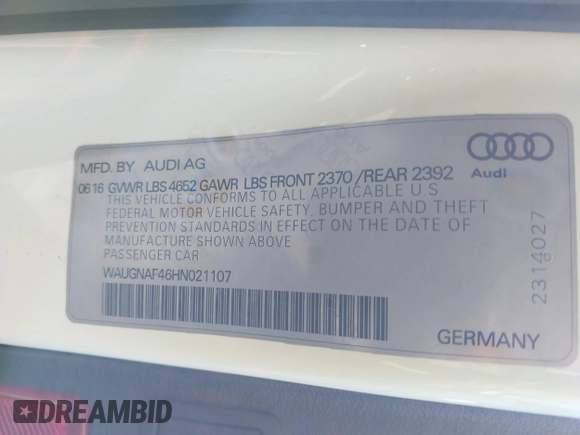 MFD. BY AUDI AG
06 16 GVWR LBS 4652 GAWR LBS FRONT 2370 / REAR 2392
THIS VEHICLE CONFORMS TO ALL APPLICABLE U.S.
FEDERAL MOTOR VEHICLE SAFETY, BUMPER AND THEFT
PREVENTION STANDARDS IN EFFECT ON THE DATE OF
MANUFACTURE SHOWN ABOVE
PASSENGER CAR
WAUGNAF46HN021107
Audi
2314027
GERMANY
DREAMBID